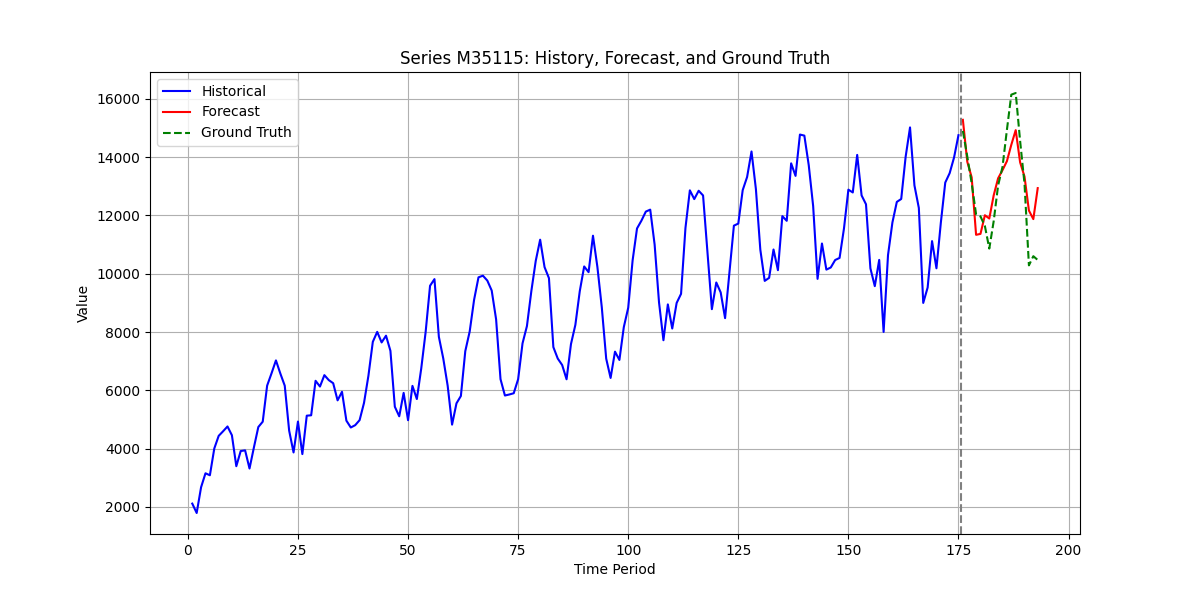 Series M35115: History, Forecast, and Ground Truth
Historical
Forecast
Ground Truth
16000
14000
12000
10000
8000
6000
4000
2000
Value
0 25 50 75 100 125 150 175 200
Time Period